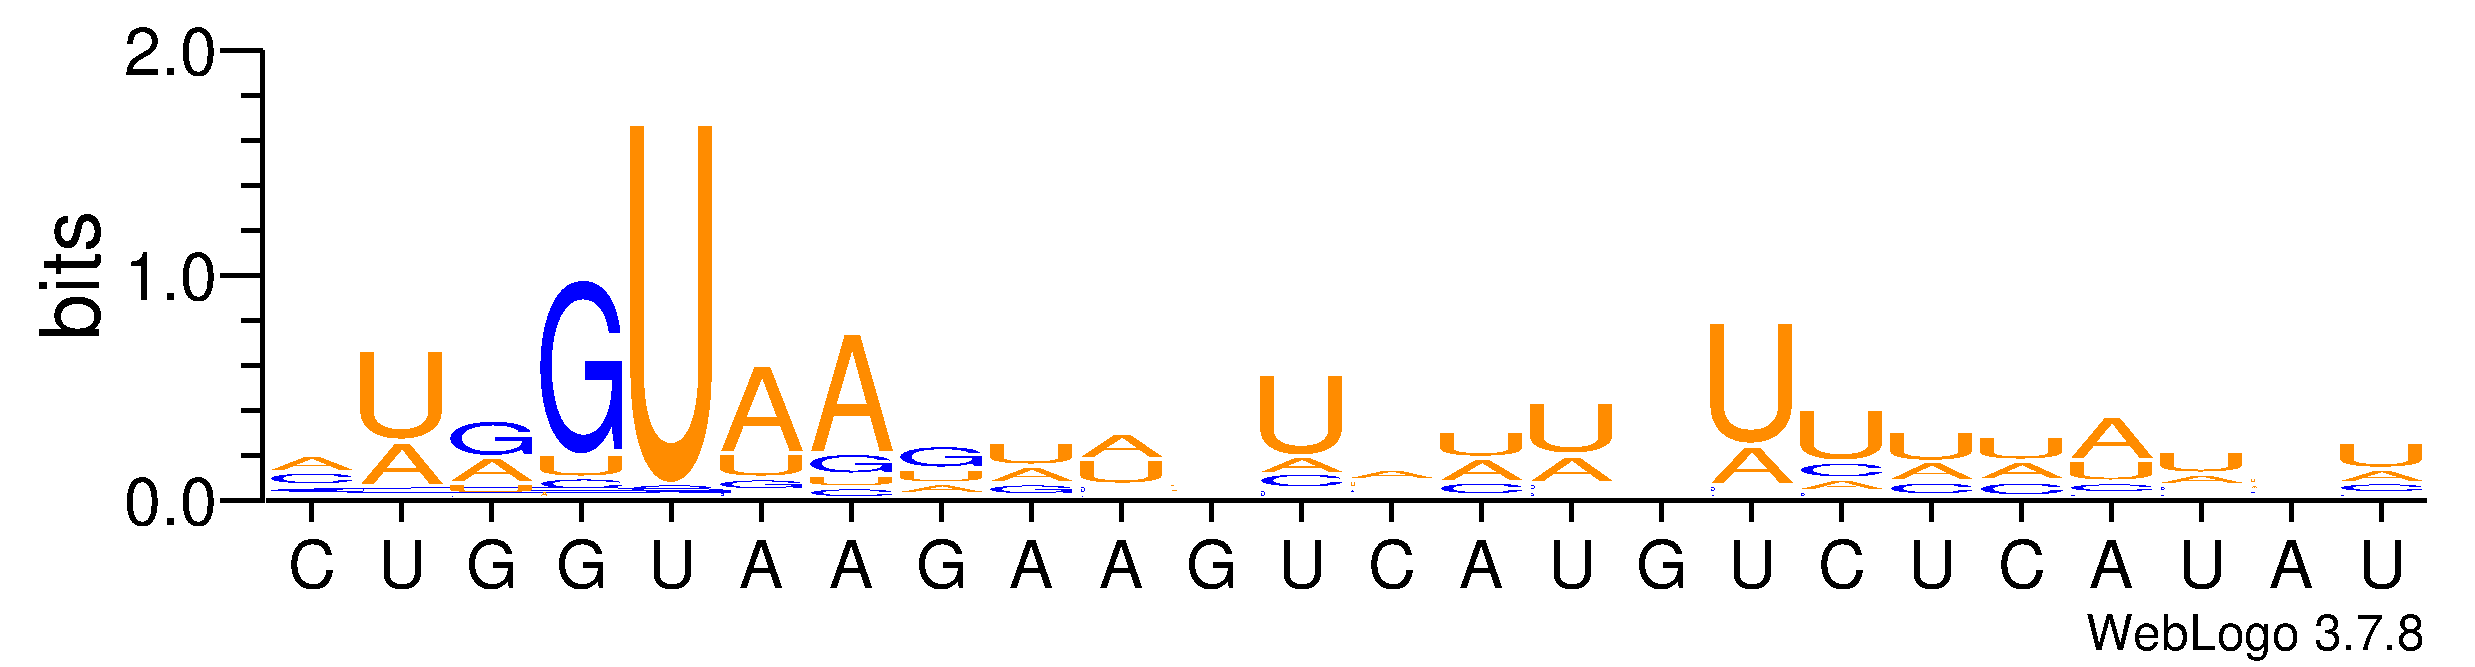 bits
2.0
1.0
0.0
C U G G U A A G A A G U C A U G U C U C A U A U
WebLogo 3.7.8